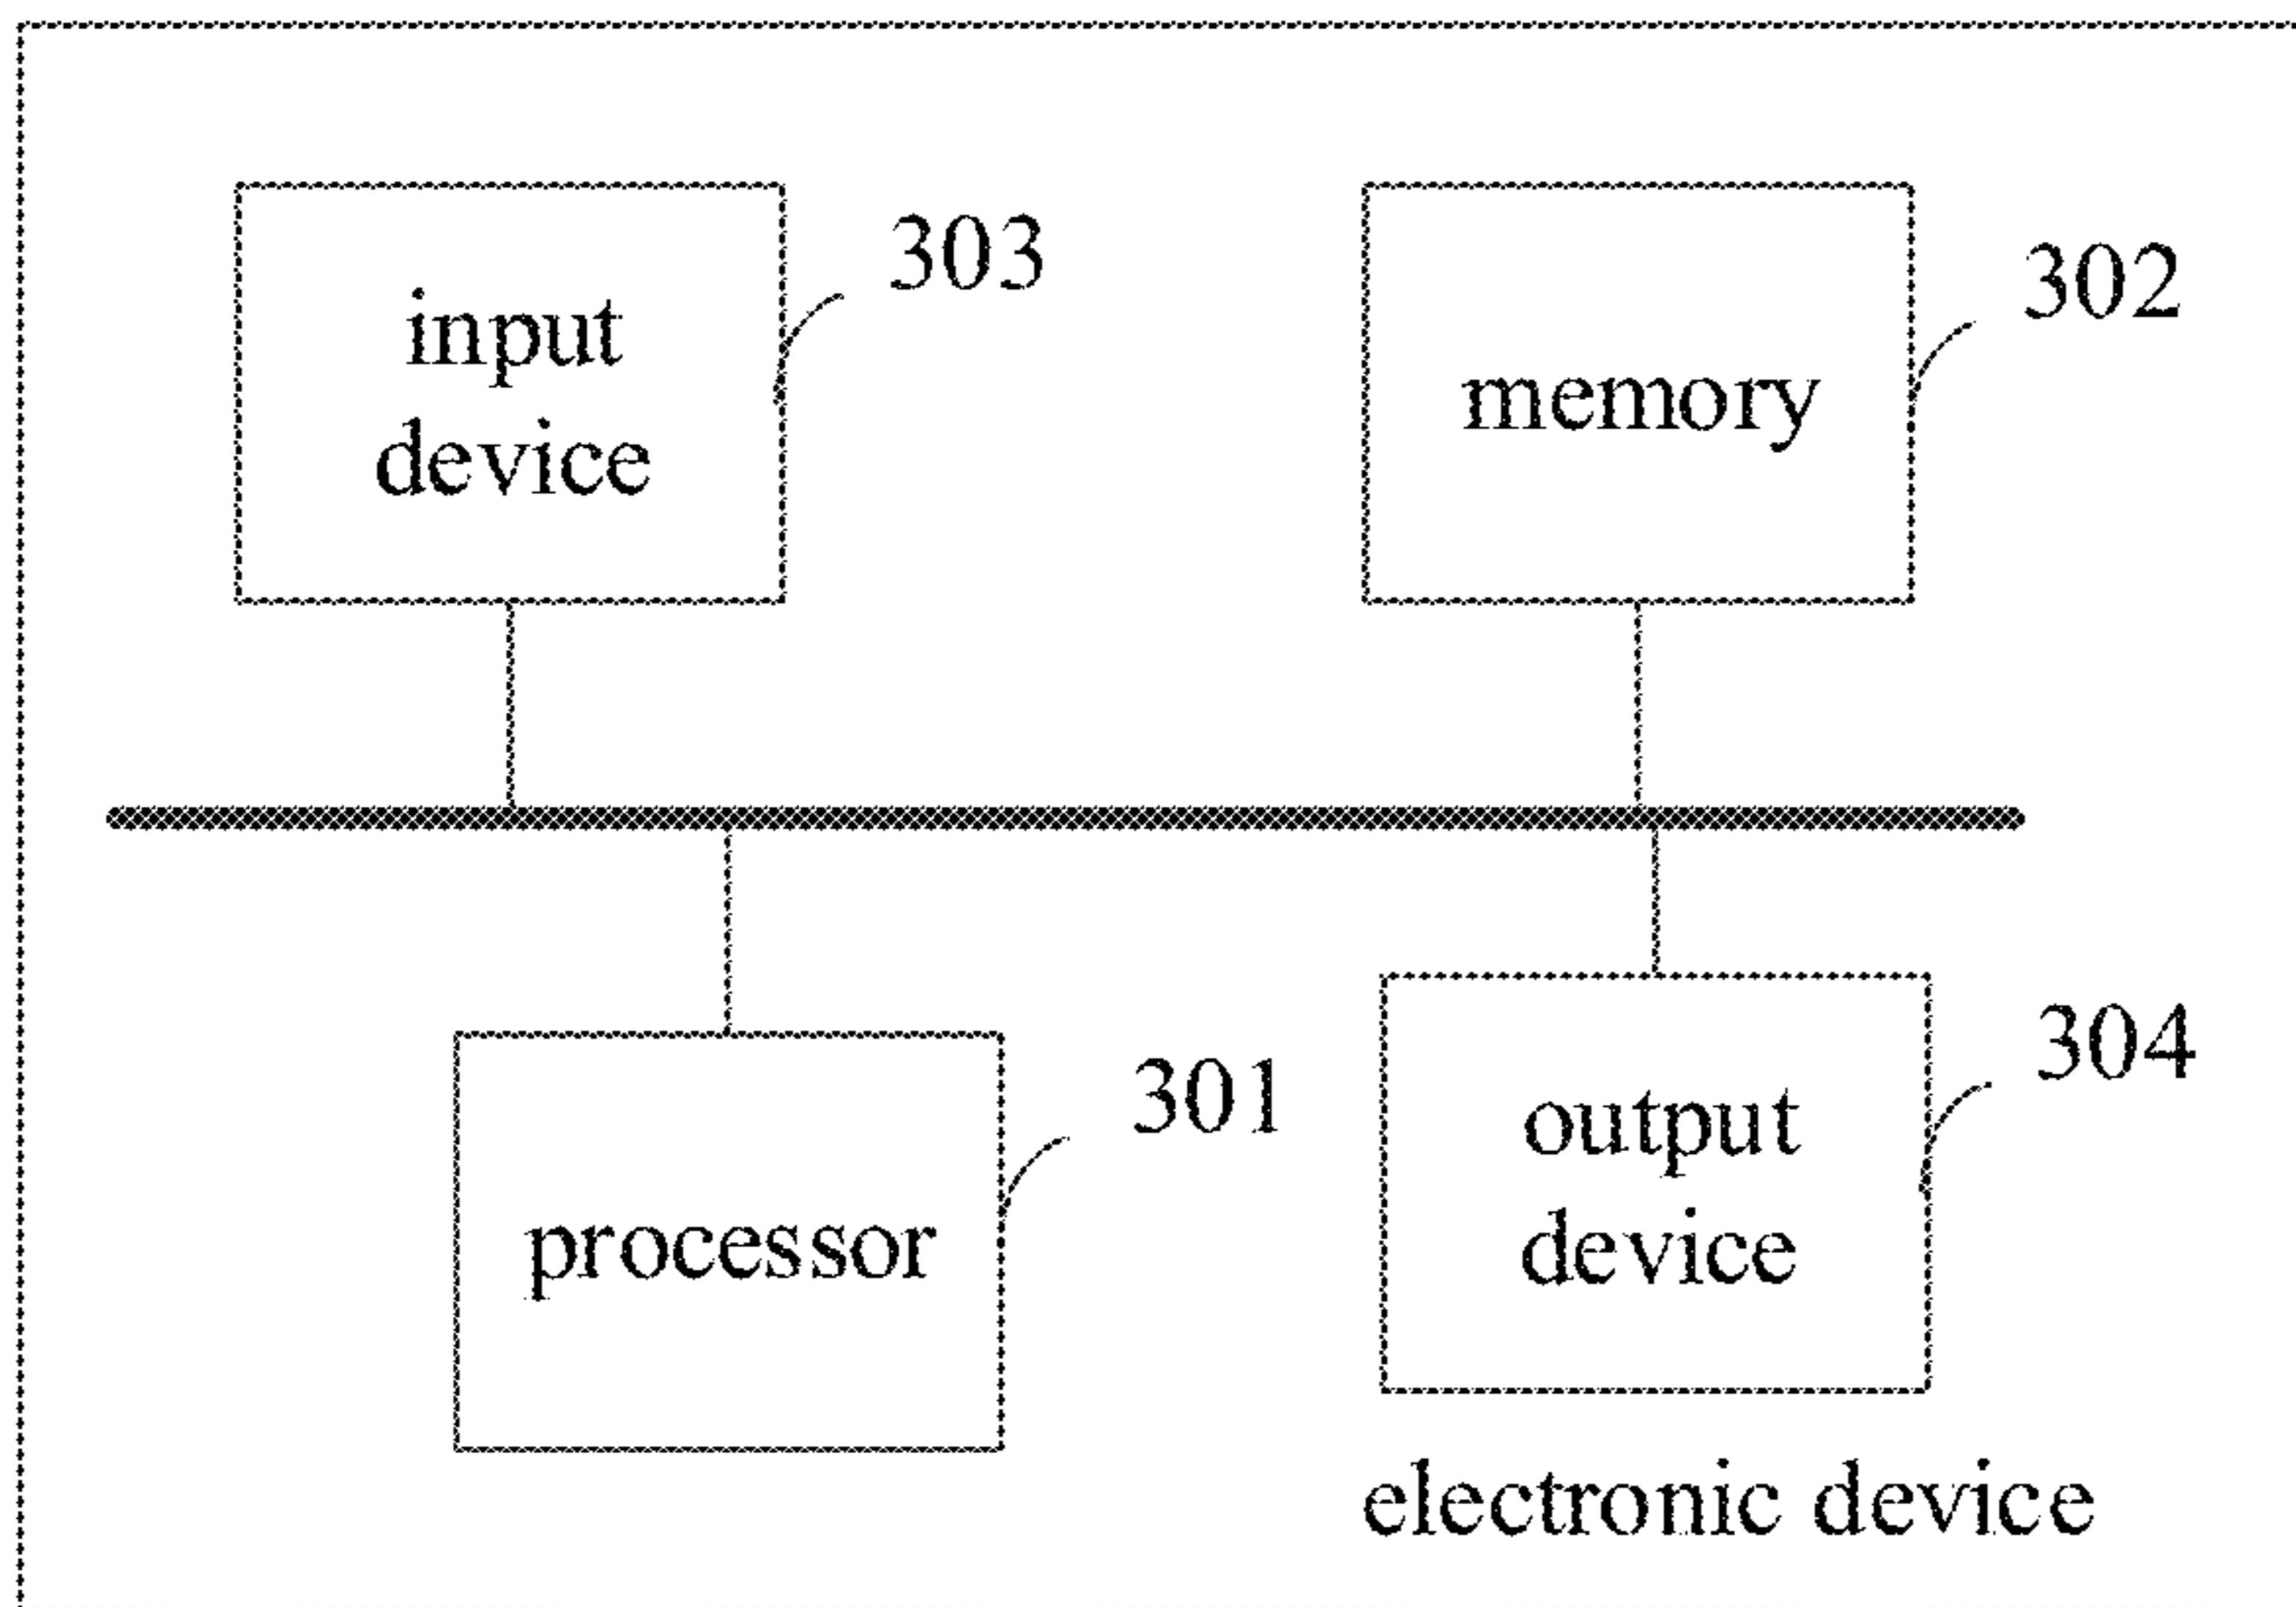 input
device
303
memory
302
processor
301
output
device
304
electronic device